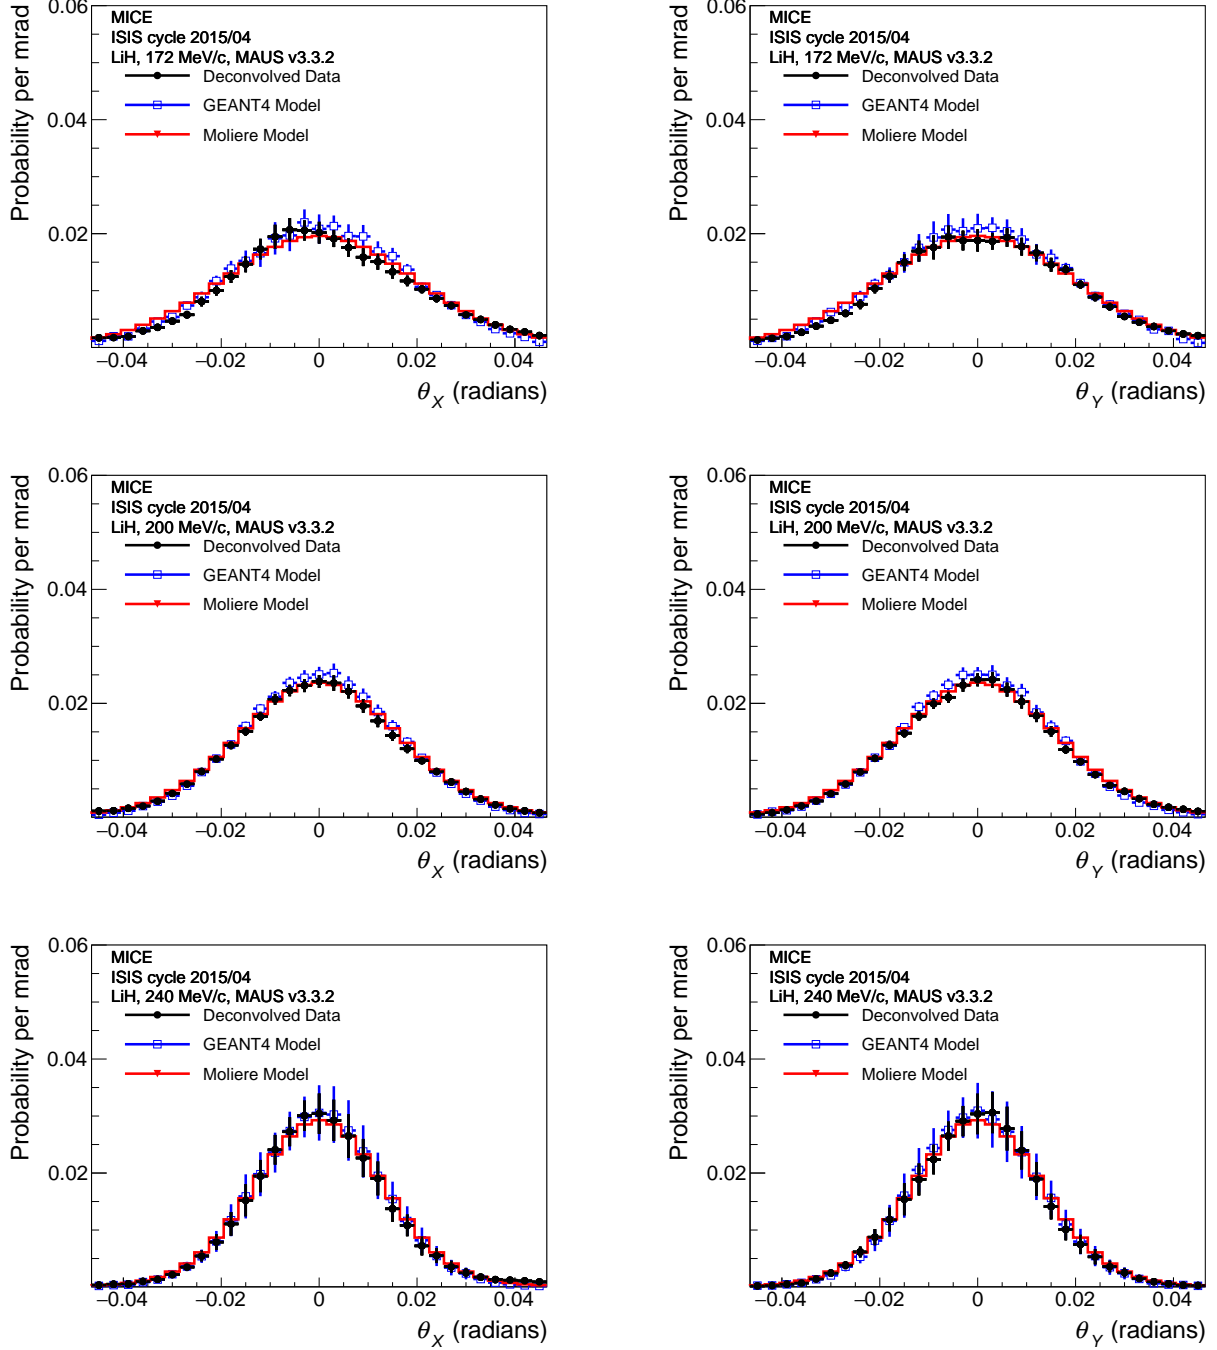 MICE
ISIS cycle 2015/04
LiH, 172 MeV/c, MAUS v3.3.2
Deconvolved Data
GEANT4 Model
Moliere Model
Probability per mrad
0.04
0.02
−0.04 −0.02 0 0.02 0.04
θX (radians)
MICE
ISIS cycle 2015/04
LiH, 172 MeV/c, MAUS v3.3.2
Deconvolved Data
GEANT4 Model
Moliere Model
Probability per mrad
0.04
0.02
−0.04 −0.02 0 0.02 0.04
θY (radians)
0.06
MICE
ISIS cycle 2015/04
LiH, 200 MeV/c, MAUS v3.3.2
Deconvolved Data
GEANT4 Model
Moliere Model
Probability per mrad
0.04
0.02
−0.04 −0.02 0 0.02 0.04
θX (radians)
0.06
MICE
ISIS cycle 2015/04
LiH, 200 MeV/c, MAUS v3.3.2
Deconvolved Data
GEANT4 Model
Moliere Model
Probability per mrad
0.04
0.02
−0.04 −0.02 0 0.02 0.04
θY (radians)
0.06
MICE
ISIS cycle 2015/04
LiH, 240 MeV/c, MAUS v3.3.2
Deconvolved Data
GEANT4 Model
Moliere Model
Probability per mrad
0.04
0.02
−0.04 −0.02 0 0.02 0.04
θX (radians)
0.06
MICE
ISIS cycle 2015/04
LiH, 240 MeV/c, MAUS v3.3.2
Deconvolved Data
GEANT4 Model
Moliere Model
Probability per mrad
0.04
0.02
−0.04 −0.02 0 0.02 0.04
θY (radians)